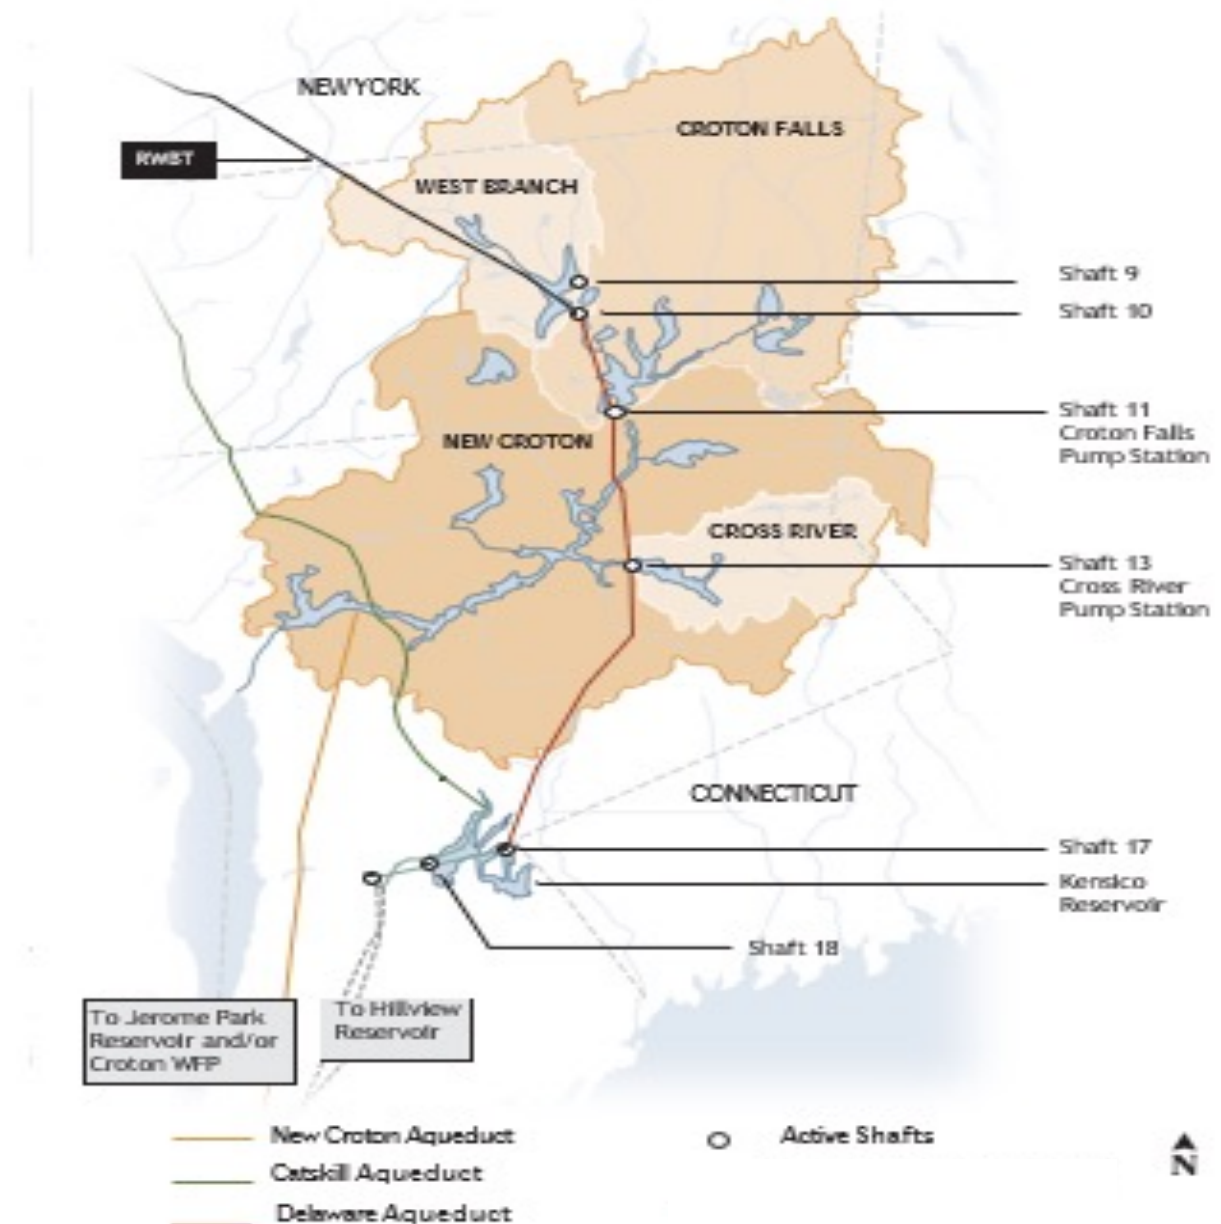 NEW YORK
CROTON FALLS
RWBT
WEST BRANCH
Shaft 9
Shaft 10
Shaft 11
Croton Falls
Pump Station
NEW CROTON
CROSS RIVER
Shaft 13
Cross River
Pump Station
CONNECTICUT
Shaft 17
Kensico
Reservoir
Shaft 18
To Jerome Park
Reservoir and/or
Croton WFP
To Hillview
Reservoir
New Croton Aqueduct
Active Shafts
Catskill Aqueduct
Delaware Aqueduct
N